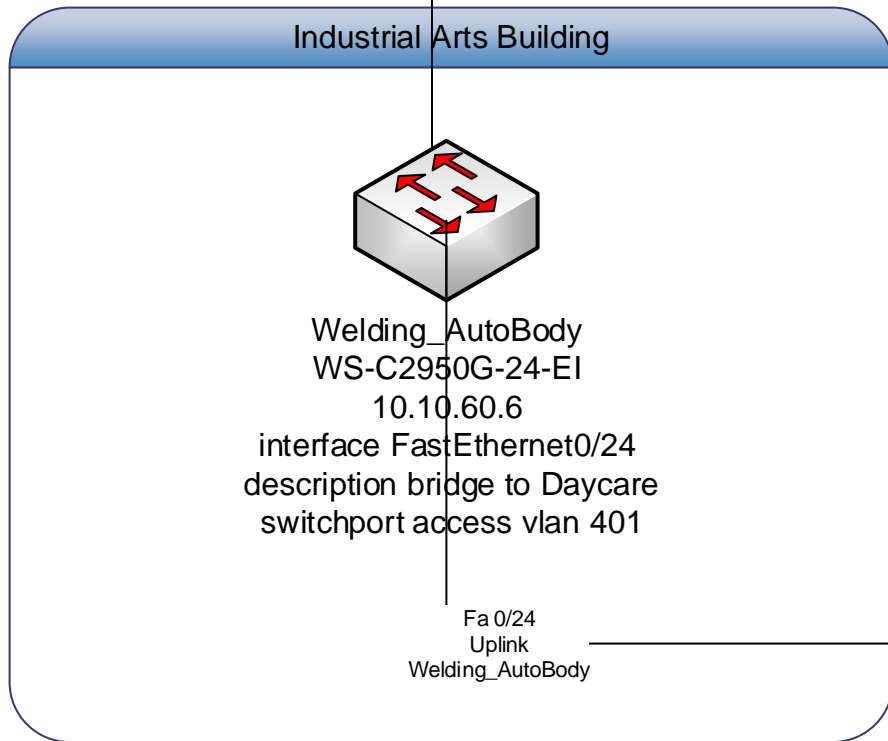 Industrial Arts Building
Welding_AutoBody
WS-C2950G-24-EI
10.10.60.6
interface FastEthernet0/24
description bridge to Daycare
switchport access vlan 401
Fa 0/24
Uplink
Welding_AutoBody